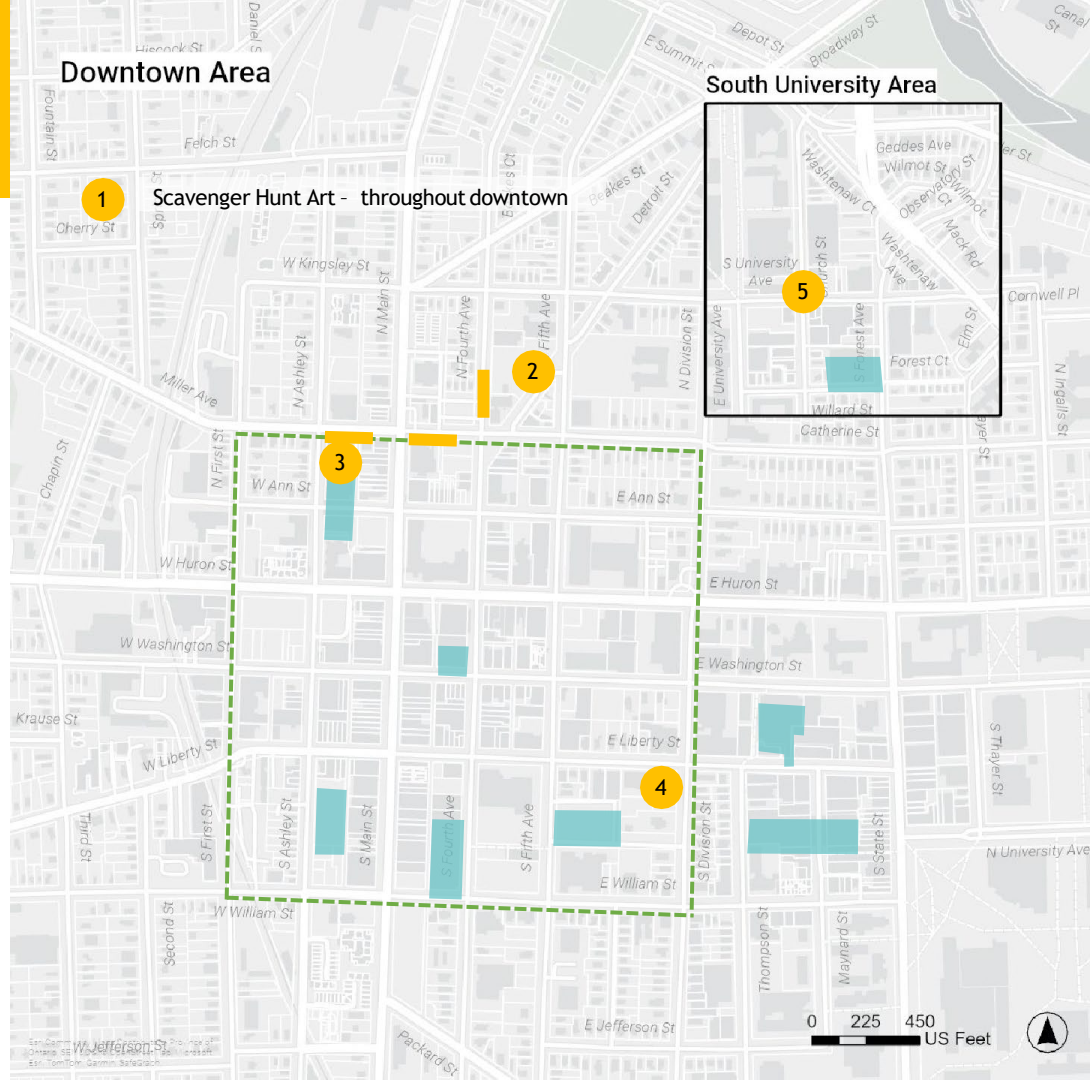 Downtown Area
South University Area
1
Scavenger Hunt Art - throughout downtown
2
3
4
5
Hiscock St
Daniel S
Fountain St
Felch St
Cherry St
W Kingsley St
N Main St
N Ashley St
N Fourth Ave
Fifth Ave
Beakes St
Detroit St
E Summit S
Depot St
Broadway St
Canal
St
N Division St
Miller Ave
N First St
Chapin St
W Ann St
E Ann St
Catherine St
W Huron St
E Huron St
W Washington St
E Washington St
Krause St
W Liberty St
E Liberty St
Third St
S First St
S Ashley St
S Main St
S Fourth Ave
S Fifth Ave
S Division St
S State St
S Thayer St
N University Ave
E William St
W William St
Second St
Thompson St
Maynard St
E Jefferson St
W Jefferson St
Packard St
Geddes Ave
Wilmot St
Observatory St
Wilmot
Ct
Washtenaw Ct
Washtenaw
Ave
Mack Rd
S University
Ave
Church St
E University Ave
S Forest Ave
Forest Ct
Elm St
Willard St
Cornwell Pl
N Ingalls St
0 225 450
US Feet